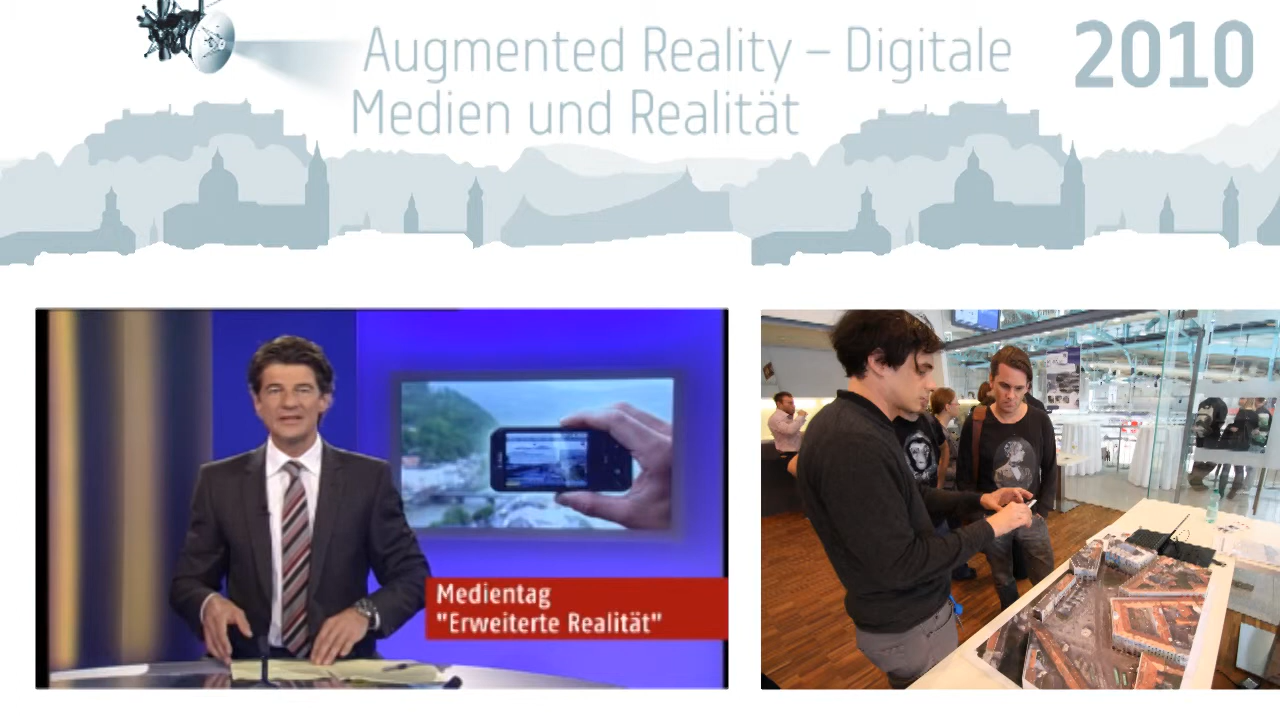 Augmented Reality – Digitale
Medien und Realität
2010
Medientag
"Erweiterte Realität"